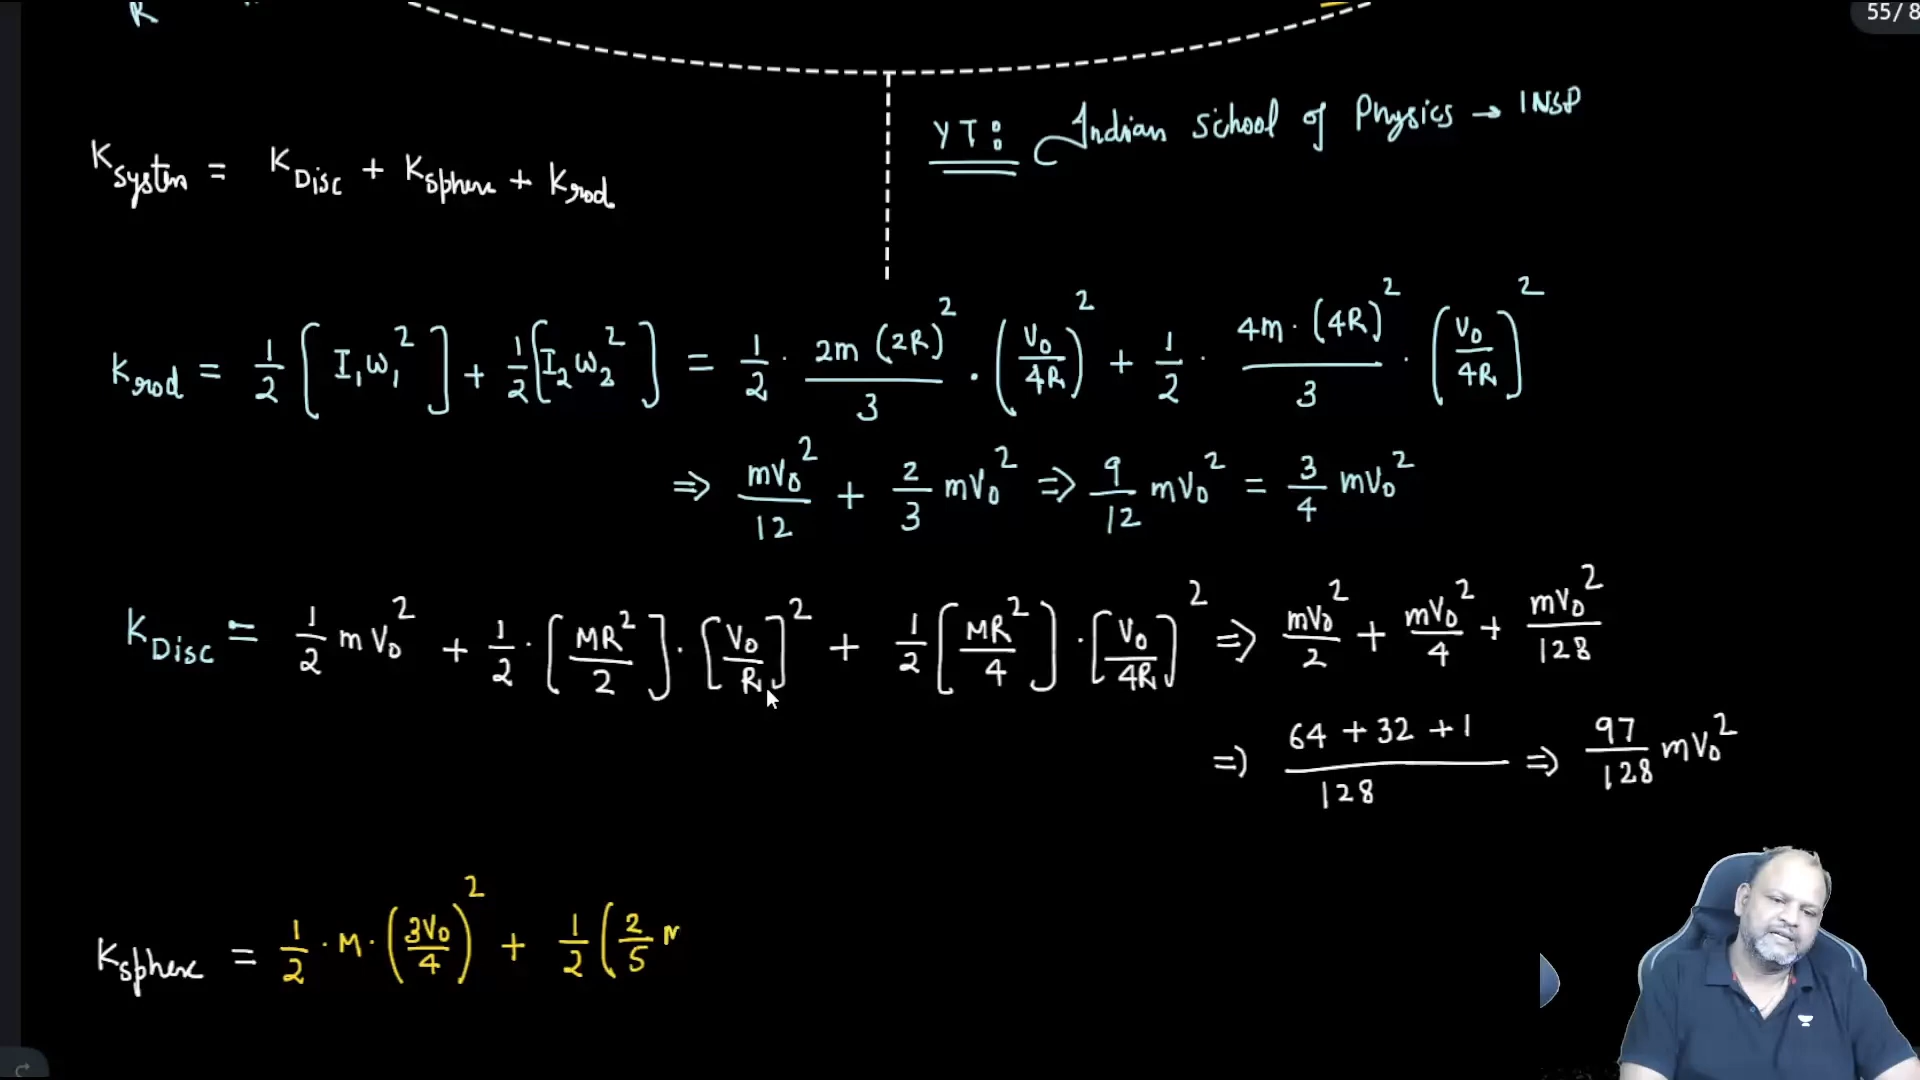 55/8
R
YT: Indian School of Physics → INSP
K_system = K_Disc + K_sphere + K_rod
K_rod = 1/2 [I₁ω₁²] + 1/2 [I₂ω₂²] = 1/2 · 2m (2R)²/3 · (V₀/4R)² + 1/2 · 4m · (4R)²/3 · (V₀/4R)²
⇒ mV₀²/12 + 2/3 mV₀² ⇒ 9/12 mV₀² = 3/4 mV₀²
K_Disc = 1/2 m V₀² + 1/2 · [MR²/2] · [V₀/R]² + 1/2 [MR²/4] · [V₀/4R]² ⇒ mV₀²/2 + mV₀²/4 + mV₀²/128
⇒ 64 + 32 + 1/128 ⇒ 97/128 mV₀²
K_sphere = 1/2 · M · (3V₀/4)² + 1/2 (2/5